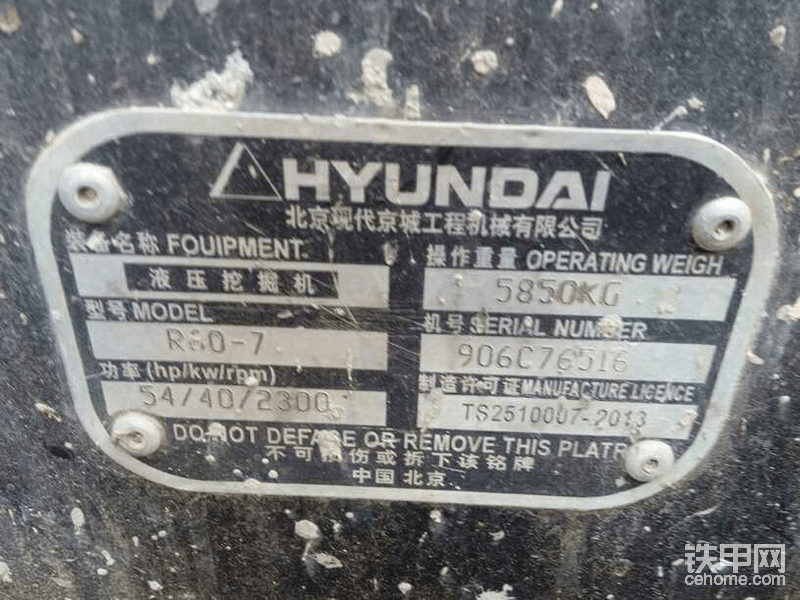 HYUNDAI
北京现代京城工程机械有限公司
装备名称 FOUIPMENT
操作重量 OPERATING WEIGH
液压挖掘机
5850KG
型号 MODEL
机号 SERIAL NUMBER
R60-7
906C76516
功率(hp/kw/rpm)
制造许可证 MANUFACTURE LIGENCE
54/40/2300
TS2510007-2013
DO NOT DEFACE OR REMOVE THIS PLATR
不可损伤或拆下该铭牌
中国北京
铁甲网
cehome.com